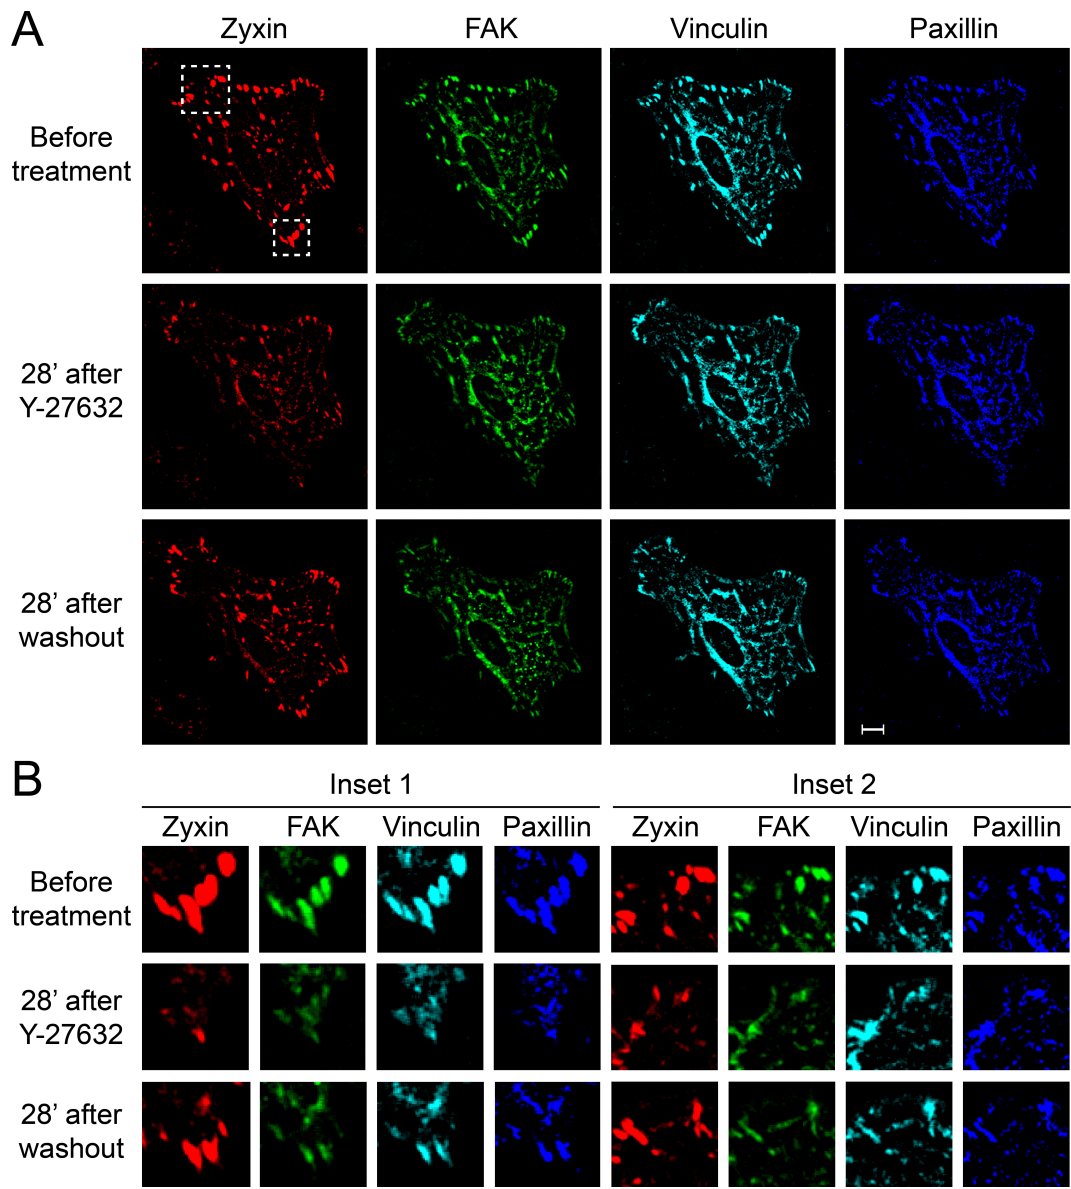 A
Zyxin FAK Vinculin Paxillin
Before
treatment
28’ after
Y-27632
28’ after
washout
B
Inset 1 Inset 2
Zyxin FAK Vinculin Paxillin Zyxin FAK Vinculin Paxillin
Before
treatment
28’ after
Y-27632
28’ after
washout